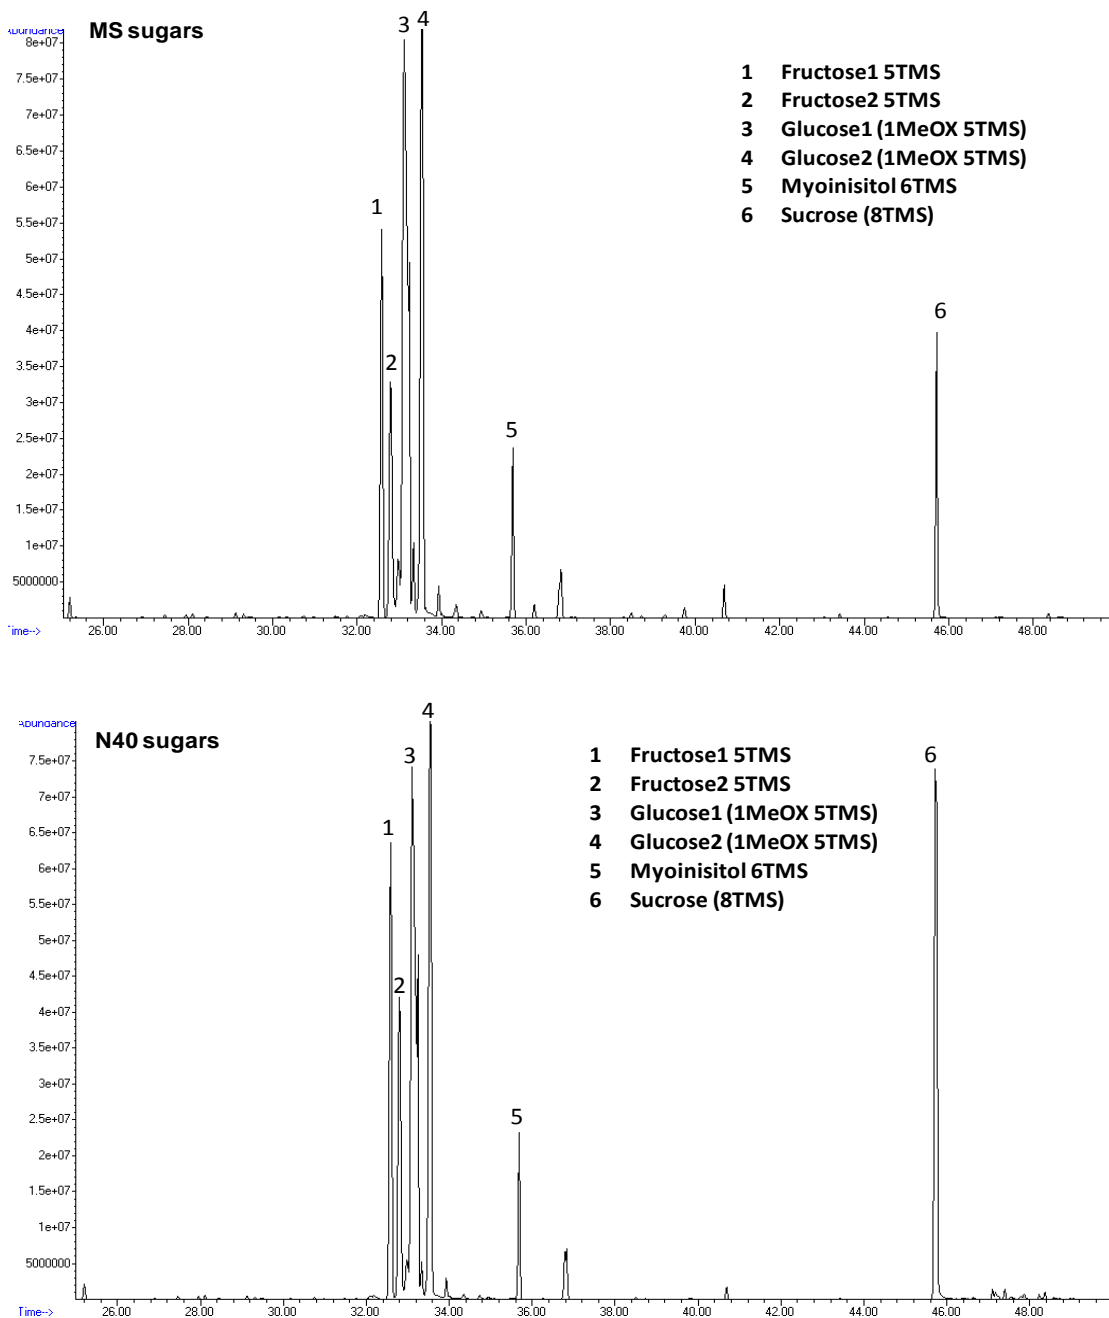 Abundance
MS sugars
3
4
8e+07
7.5e+07
7e+07
6.5e+07
6e+07
5.5e+07
5e+07
4.5e+07
4e+07
3.5e+07
3e+07
2.5e+07
2e+07
1.5e+07
1e+07
5000000
1
2
5
6
1 Fructose1 5TMS
2 Fructose2 5TMS
3 Glucose1 (1MeOX 5TMS)
4 Glucose2 (1MeOX 5TMS)
5 Myoinisitol 6TMS
6 Sucrose (8TMS)
Time-->
26.00 28.00 30.00 32.00 34.00 36.00 38.00 40.00 42.00 44.00 46.00 48.00
Abundance
N40 sugars
4
3
7.5e+07
7e+07
6.5e+07
6e+07
5.5e+07
5e+07
4.5e+07
4e+07
3.5e+07
3e+07
2.5e+07
2e+07
1.5e+07
1e+07
5000000
1
2
5
6
1 Fructose1 5TMS
2 Fructose2 5TMS
3 Glucose1 (1MeOX 5TMS)
4 Glucose2 (1MeOX 5TMS)
5 Myoinisitol 6TMS
6 Sucrose (8TMS)
Time-->
26.00 28.00 30.00 32.00 34.00 36.00 38.00 40.00 42.00 44.00 46.00 48.00